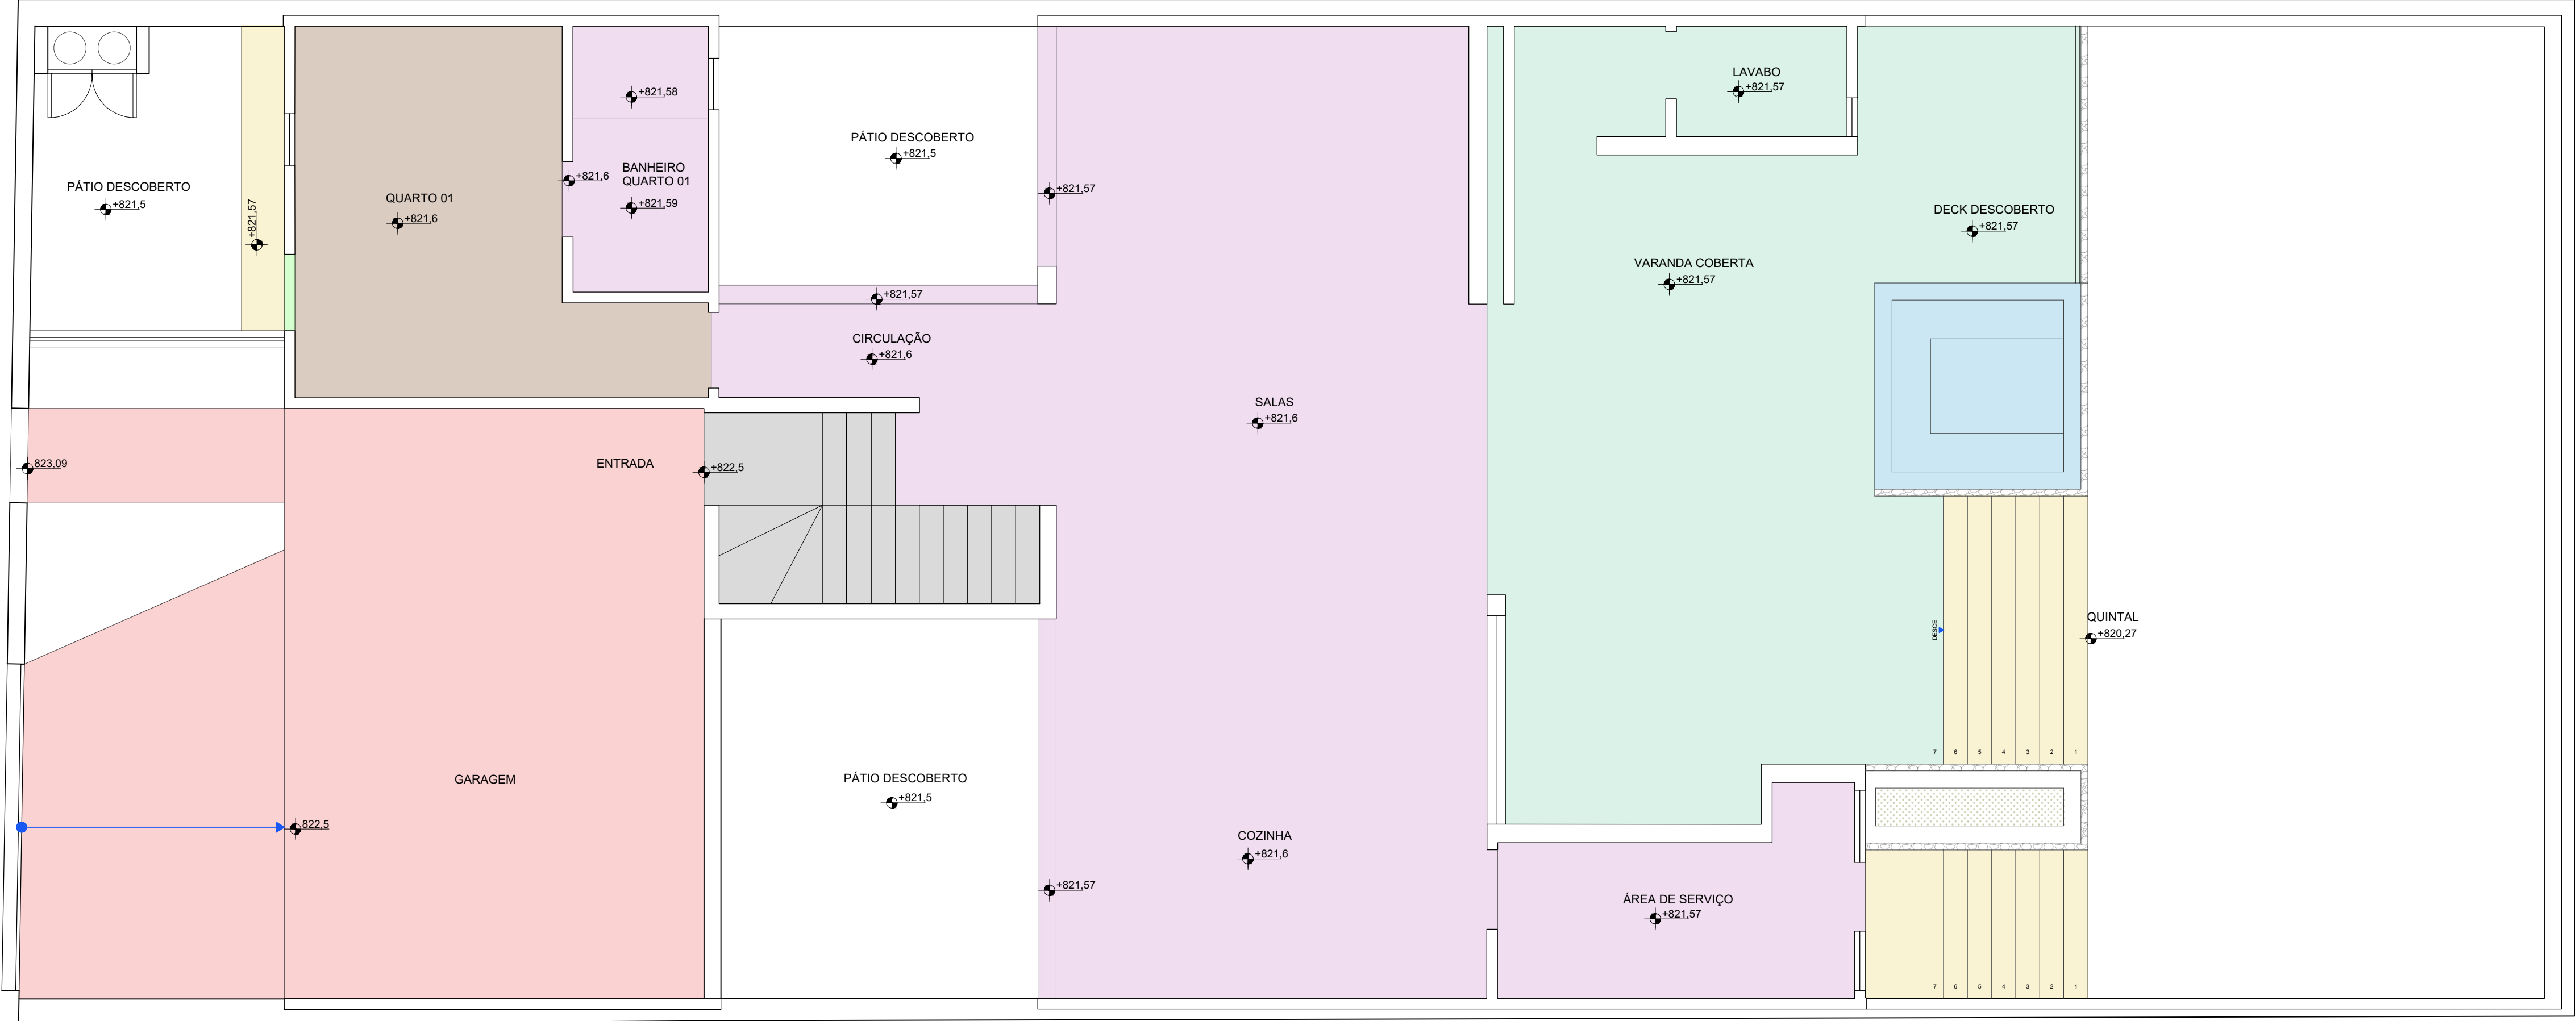 PÁTIO DESCOBERTO
+821,5
+821,57
QUARTO 01
+821,6
+821,58
+821,6
BANHEIRO
QUARTO 01
+821,59
PÁTIO DESCOBERTO
+821,5
+821,57
+821,57
CIRCULAÇÃO
+821,6
SALAS
+821,6
LAVABO
+821,57
VARANDA COBERTA
+821,57
DECK DESCOBERTO
+821,57
823,09
ENTRADA
+822,5
GARAGEM
822,5
PÁTIO DESCOBERTO
+821,5
+821,57
COZINHA
+821,6
ÁREA DE SERVIÇO
+821,57
DESCE
QUINTAL
+820,27
7 6 5 4 3 2 1
7 6 5 4 3 2 1